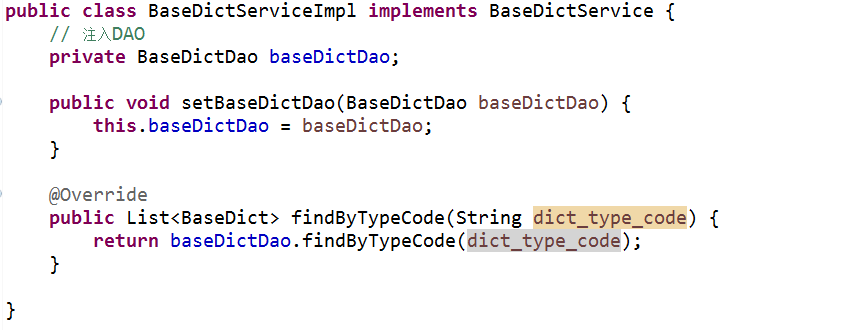 public class BaseDictServiceImpl implements BaseDictService {
// 注入DAO
private BaseDictDao baseDictDao;
public void setBaseDictDao(BaseDictDao baseDictDao) {
this.baseDictDao = baseDictDao;
}
@Override
public List<BaseDict> findByTypeCode(String dict_type_code) {
return baseDictDao.findByTypeCode(dict_type_code);
}
}